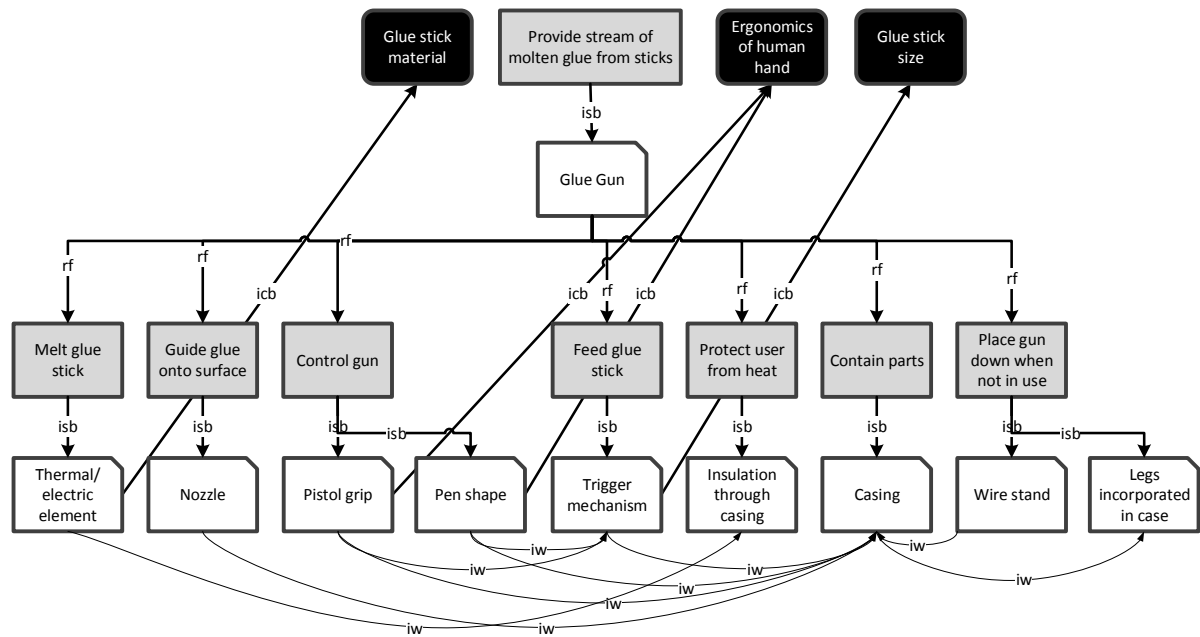 Glue stick
material
Provide stream of
molten glue from sticks
Ergonomics
of human
hand
Glue stick
size
isb
Glue Gun
rf
rf
rf
rf
rf
rf
rf
icb
icb
icb
icb
Melt glue
stick
Guide glue
onto surface
Control gun
Feed glue
stick
Protect user
from heat
Contain parts
Place gun
down when
not in use
isb
isb
isb
isb
isb
isb
isb
isb
isb
Thermal/
electric
element
Nozzle
Pistol grip
Pen shape
Trigger
mechanism
Insulation
through
casing
Casing
Wire stand
Legs
incorporated
in case
iw
iw
iw
iw
iw
iw
iw
iw
iw